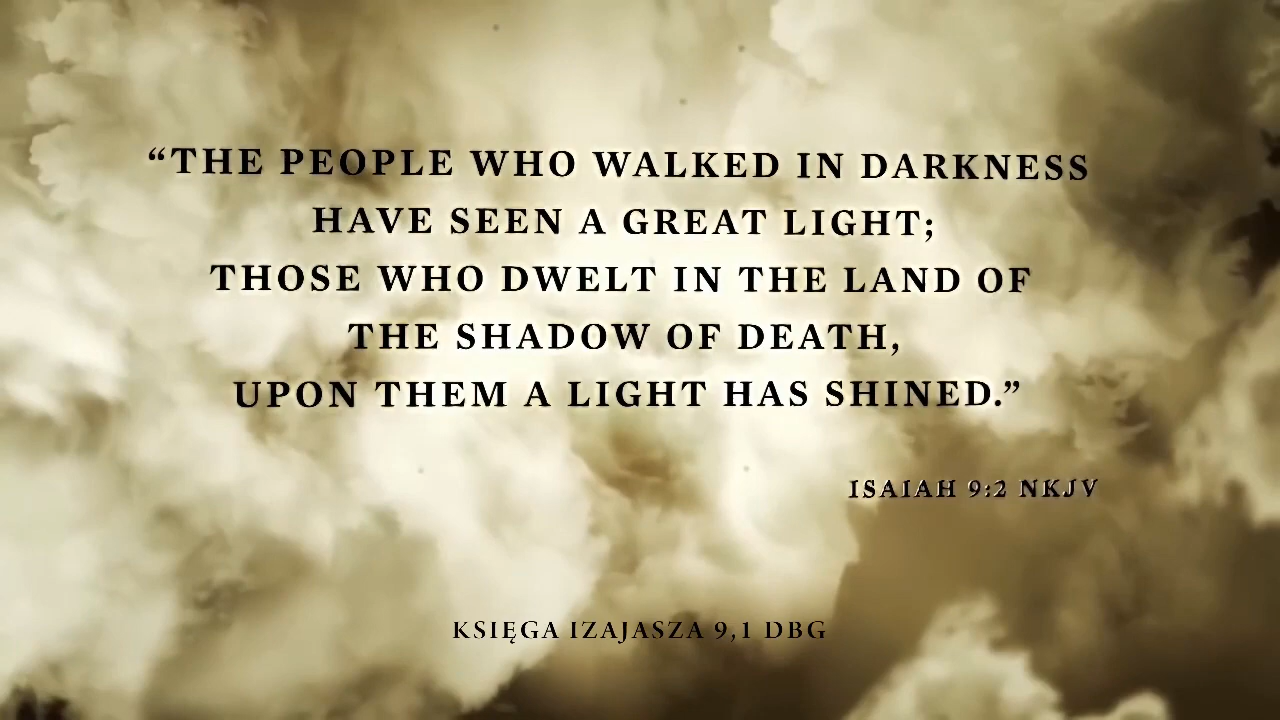 “THE PEOPLE WHO WALKED IN DARKNESS
HAVE SEEN A GREAT LIGHT;
THOSE WHO DWELT IN THE LAND OF
THE SHADOW OF DEATH,
UPON THEM A LIGHT HAS SHINED.”
ISAIAH 9:2 NKJV
KSIĘGA IZAJASZA 9,1 DBG